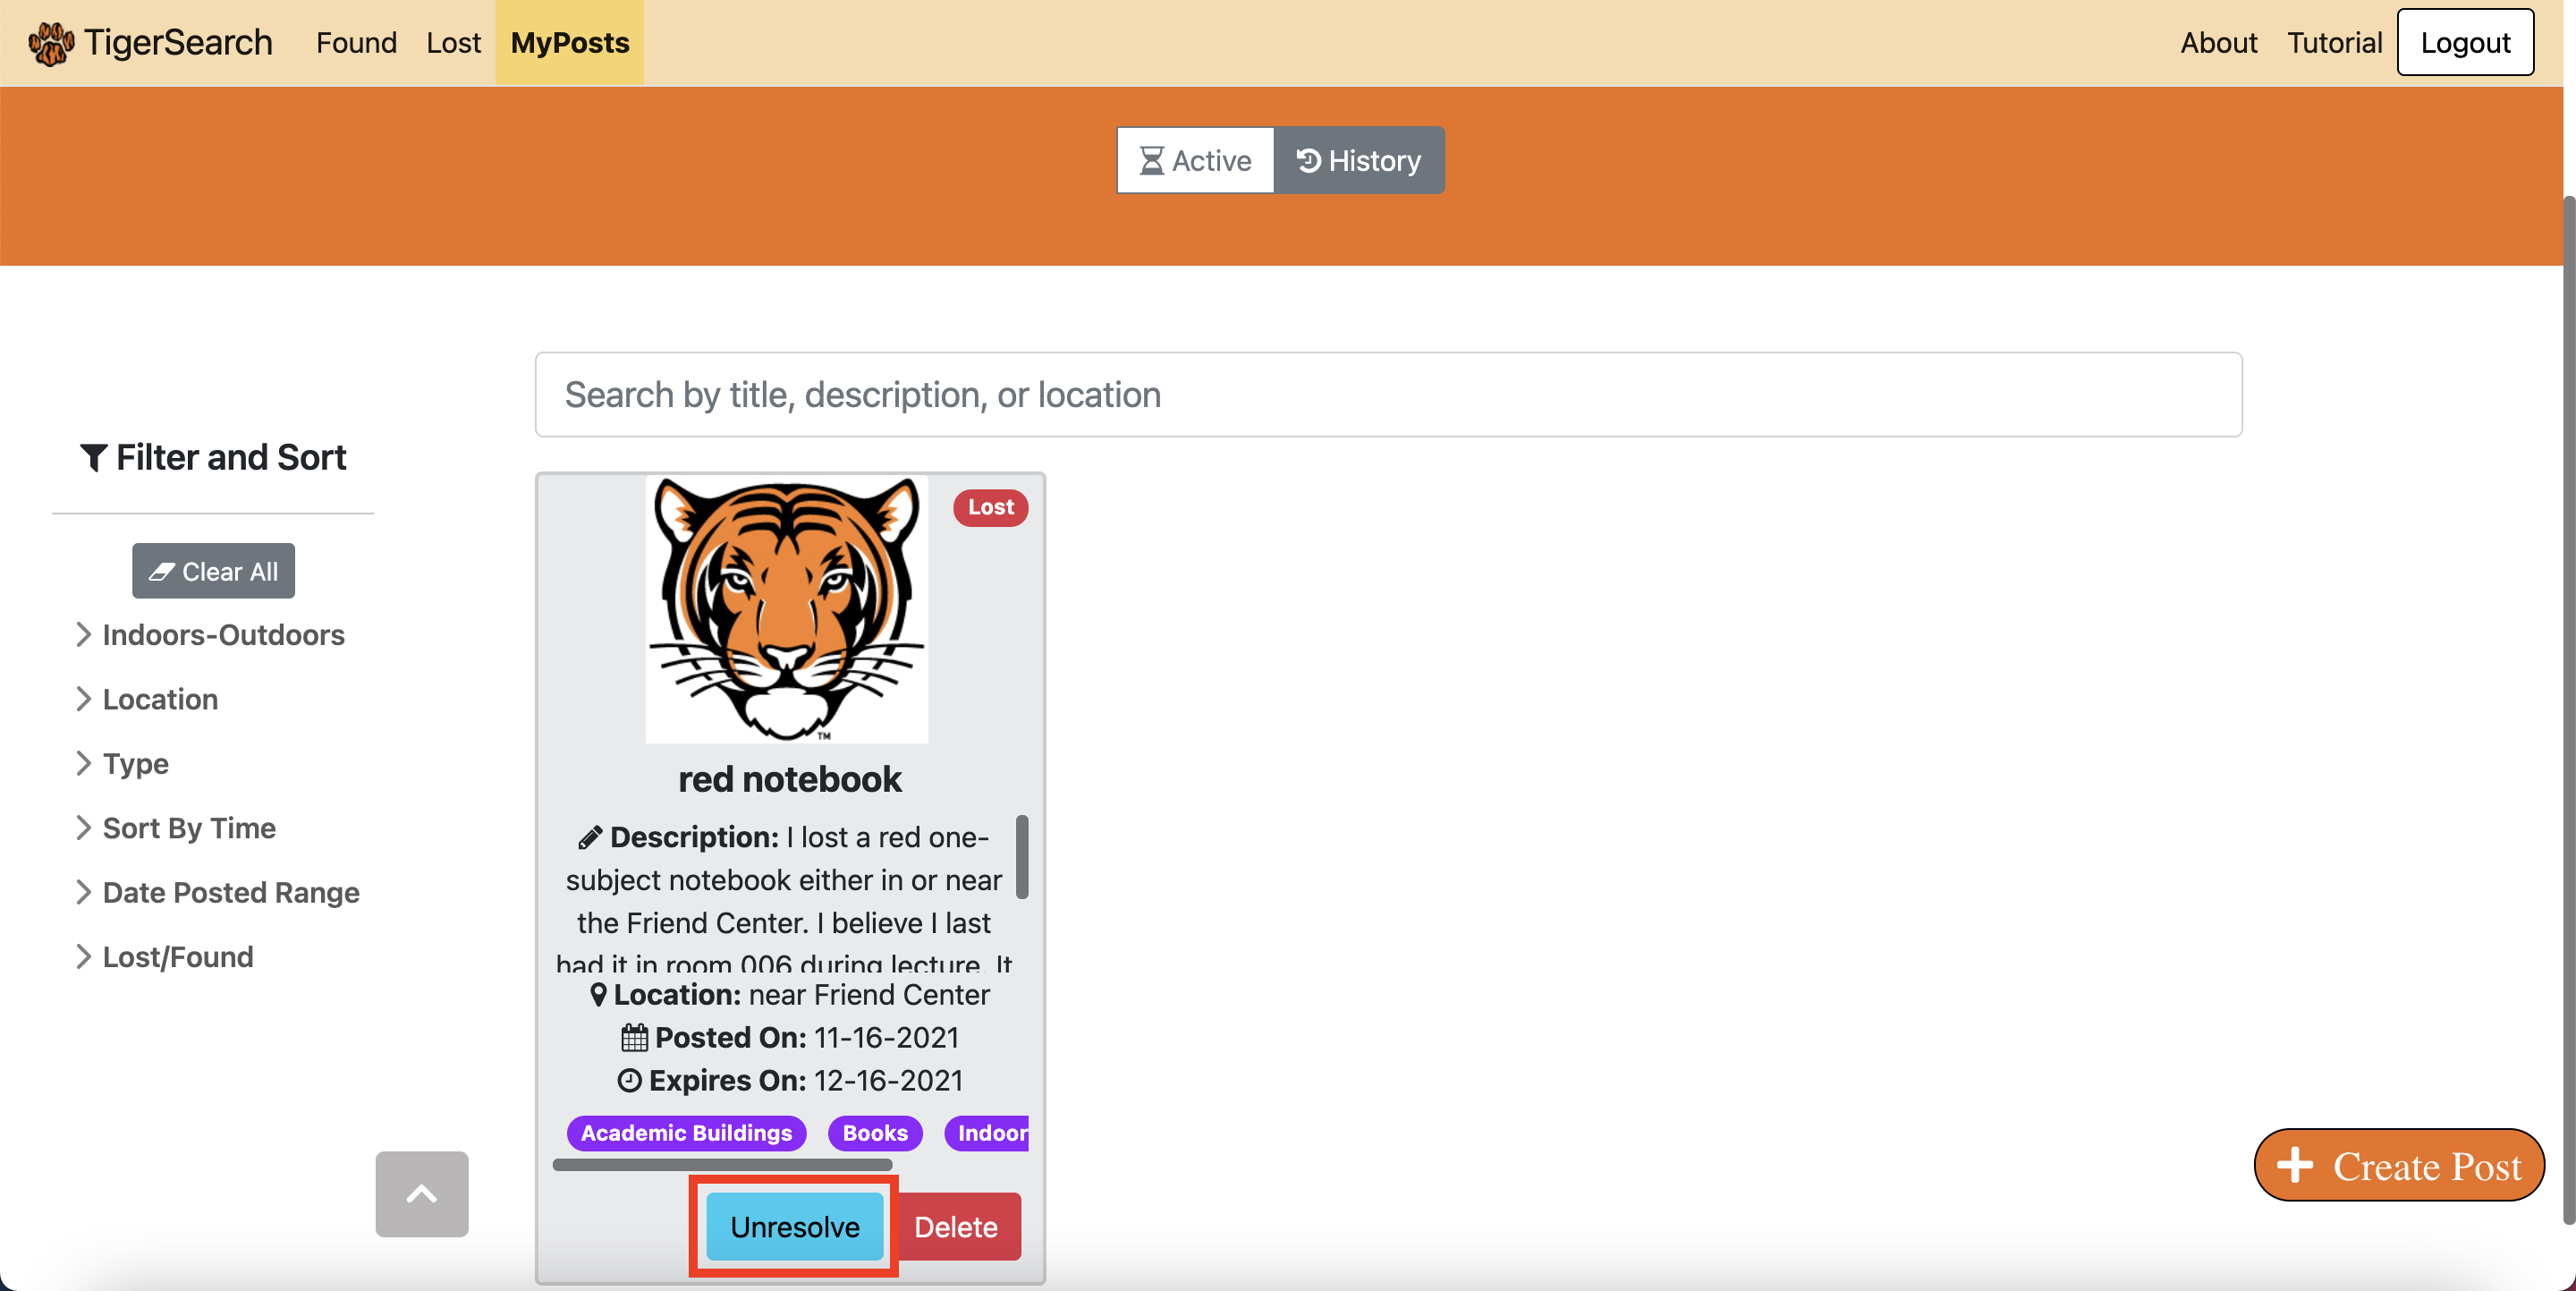 TigerSearch Found Lost MyPosts About Tutorial Logout
Active History
Search by title, description, or location
Filter and Sort
Clear All
Indoors-Outdoors
Location
Type
Sort By Time
Date Posted Range
Lost/Found
Lost
TM
red notebook
Description: I lost a red one-
subject notebook either in or near
the Friend Center. I believe I last
had it in room 006 during lecture. It
Location: near Friend Center
Posted On: 11-16-2021
Expires On: 12-16-2021
Academic Buildings Books Indoor
Unresolve Delete
Create Post